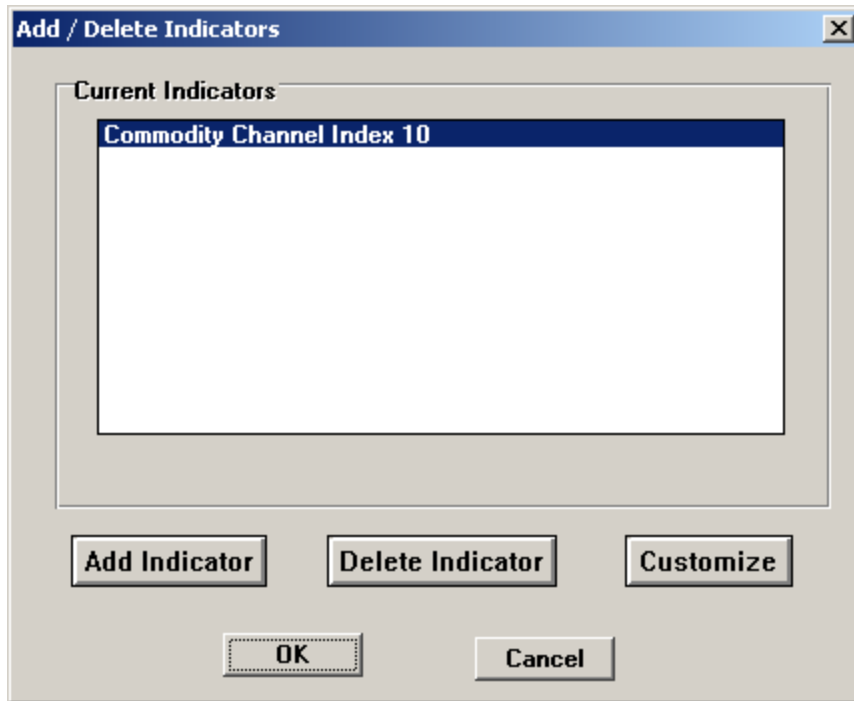 Add / Delete Indicators
Current Indicators
Commodity Channel Index 10
Add Indicator
Delete Indicator
Customize
OK
Cancel